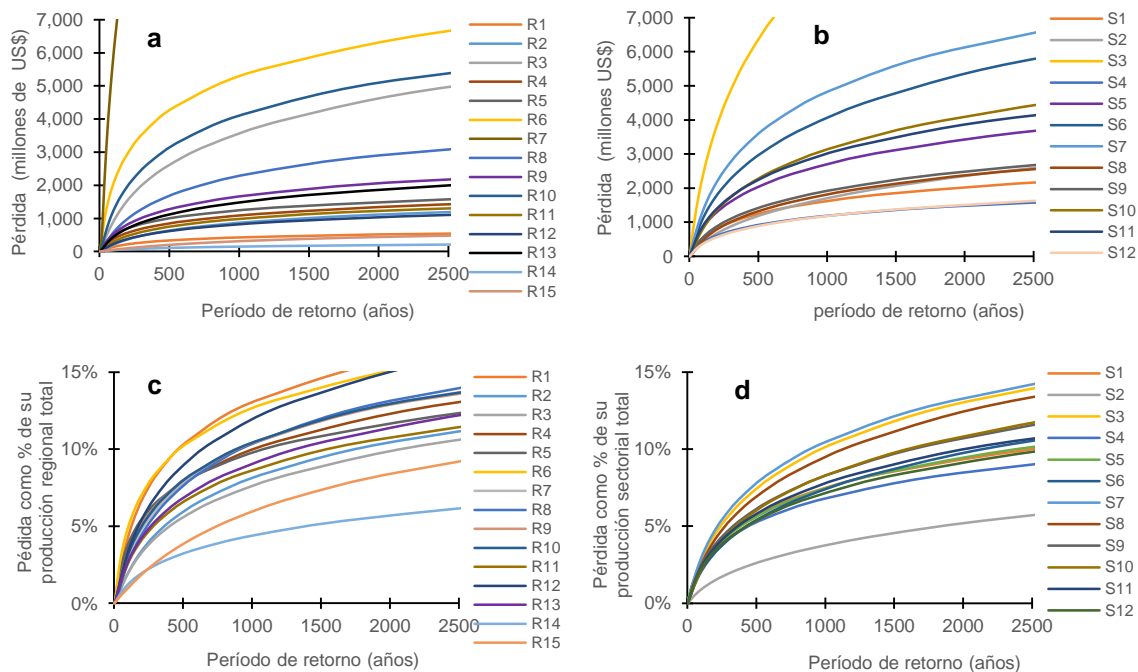 a
Pérdida (millones de US$)
7,000
6,000
5,000
4,000
3,000
2,000
1,000
0
0 500 1000 1500 2000 2500
Período de retorno (años)
R1
R2
R3
R4
R5
R6
R7
R8
R9
R10
R11
R12
R13
R14
R15
b
Pérdida (millones US$)
7,000
6,000
5,000
4,000
3,000
2,000
1,000
0
0 500 1000 1500 2000 2500
período de retorno (años)
S1
S2
S3
S4
S5
S6
S7
S8
S9
S10
S11
S12
c
Pédida como % de su
producción regional total
15%
10%
5%
0%
0 500 1000 1500 2000 2500
Período de retorno (años)
R1
R2
R3
R4
R5
R6
R7
R8
R9
R10
R11
R12
R13
R14
R15
d
Pérdida como % de su
producción sectorial total
15%
10%
5%
0%
0 500 1000 1500 2000 2500
Período de retorno (años)
S1
S2
S3
S4
S5
S6
S7
S8
S9
S10
S11
S12